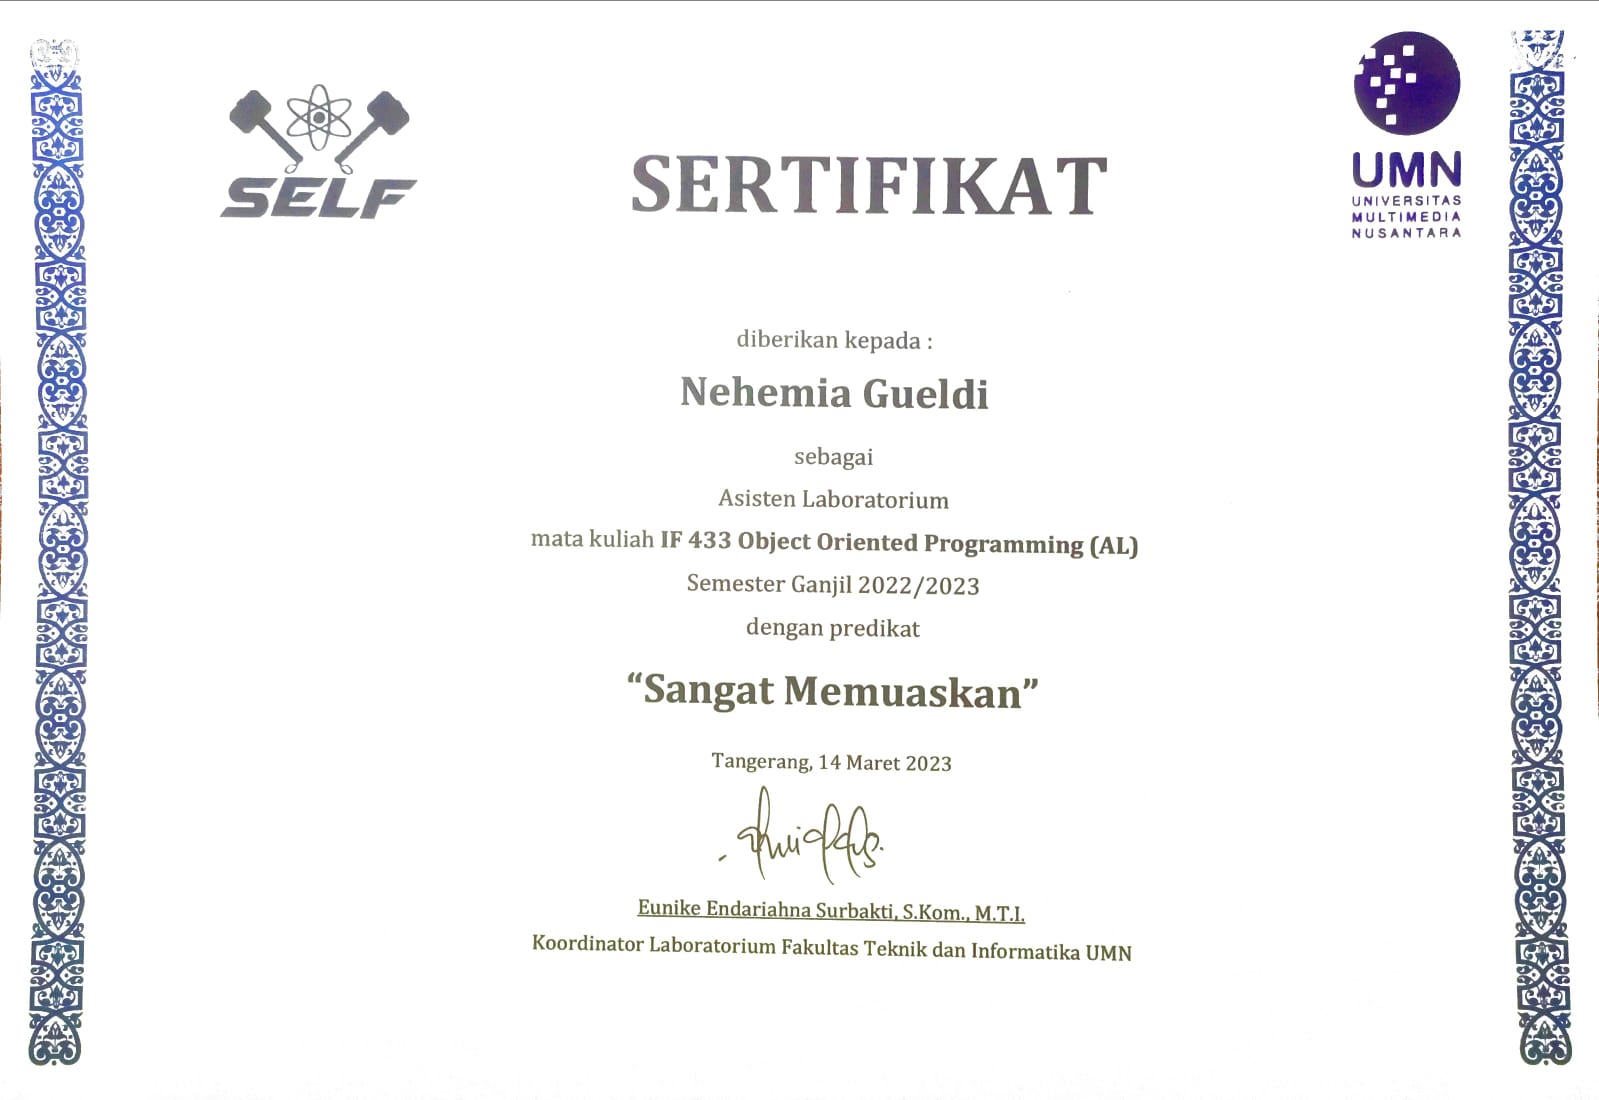 SELF
SERTIFIKAT
UMN
UNIVERSITAS
MULTIMEDIA
NUSANTARA
diberikan kepada :
Nehemia Gueldi
sebagai
Asisten Laboratorium
mata kuliah IF 433 Object Oriented Programming (AL)
Semester Ganjil 2022/2023
dengan predikat
“Sangat Memuaskan”
Tangerang, 14 Maret 2023
Eunike Endariahna Surbakti, S.Kom., M.T.I.
Koordinator Laboratorium Fakultas Teknik dan Informatika UMN